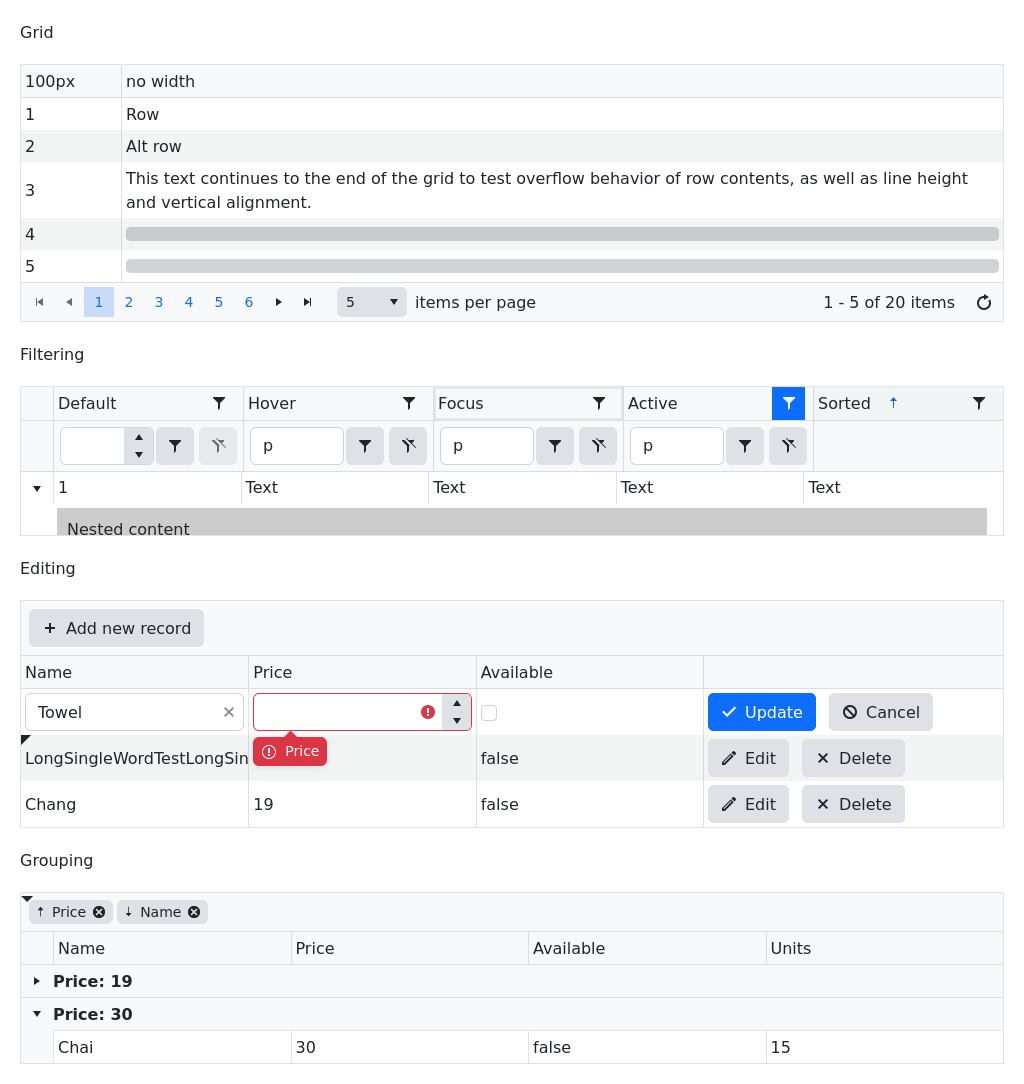 Grid
100px no width
1 Row
2 Alt row
3 This text continues to the end of the grid to test overflow behavior of row contents, as well as line height
and vertical alignment.
4
5
1 2 3 4 5 6 5 items per page 1 - 5 of 20 items
Filtering
Default Hover Focus Active Sorted
p p p
1 Text Text Text Text
Nested content
Editing
Add new record
Name Price Available
Towel Update Cancel
Price
LongSingleWordTestLongSin false Edit Delete
Chang 19 false Edit Delete
Grouping
Price Name
Name Price Available Units
Price: 19
Price: 30
Chai 30 false 15